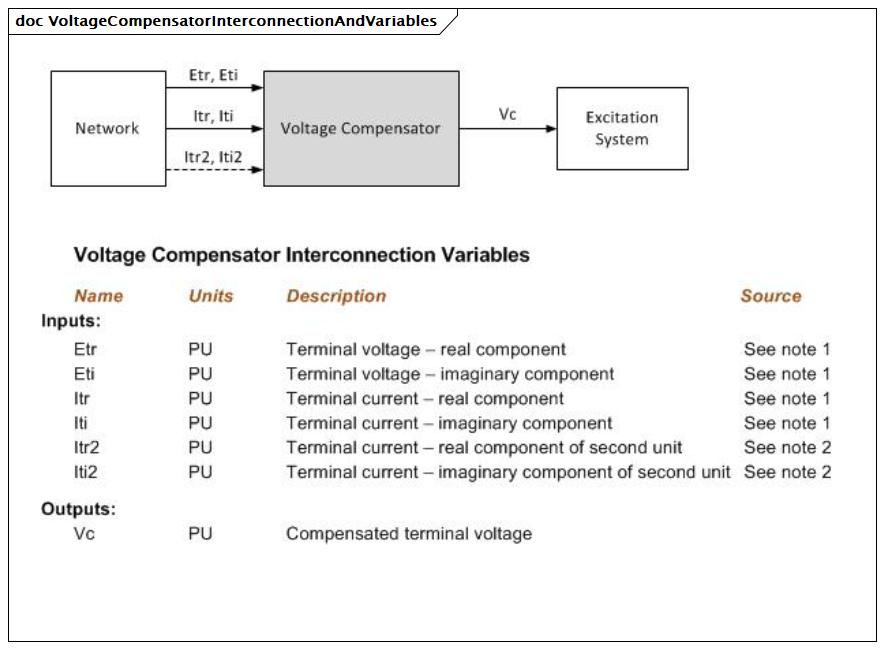 doc VoltageCompensatorInterconnectionAndVariables
Etr, Eti
Network
Itr, Iti
Itr2, Iti2
Voltage Compensator
Vc
Excitation
System
Voltage Compensator Interconnection Variables
Name Units Description Source
Inputs:
Etr PU Terminal voltage – real component See note 1
Eti PU Terminal voltage – imaginary component See note 1
Itr PU Terminal current – real component See note 1
Iti PU Terminal current – imaginary component See note 1
Itr2 PU Terminal current – real component of second unit See note 2
Iti2 PU Terminal current – imaginary component of second unit See note 2
Outputs:
Vc PU Compensated terminal voltage